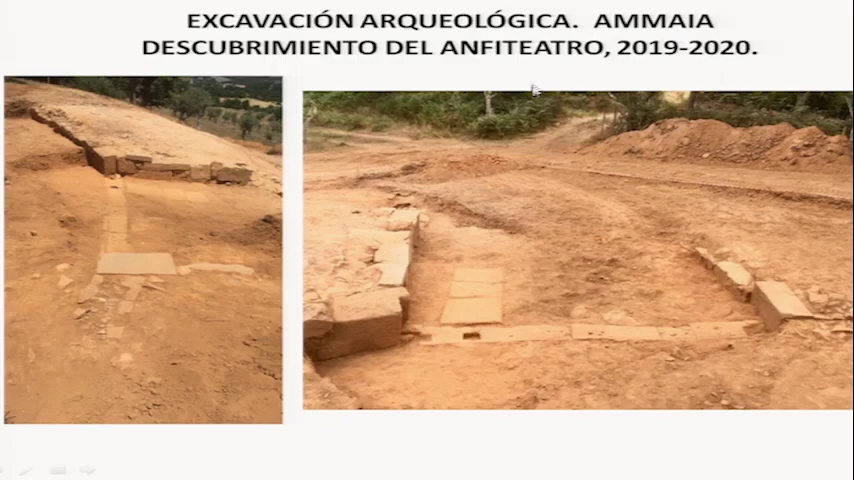 EXCAVACIÓN ARQUEOLÓGICA. AMMAIA
DESCUBRIMIENTO DEL ANFITEATRO, 2019-2020.